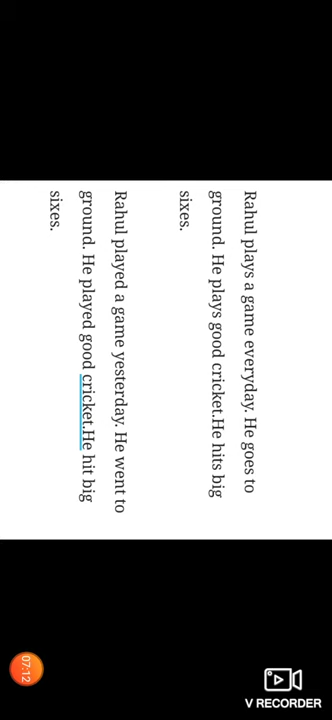 Rahul plays a game everyday. He goes to
ground. He plays good cricket.He hits big
sixes.
Rahul played a game yesterday. He went to
ground. He played good cricket.He hit big
sixes.
07:12
V RECORDER